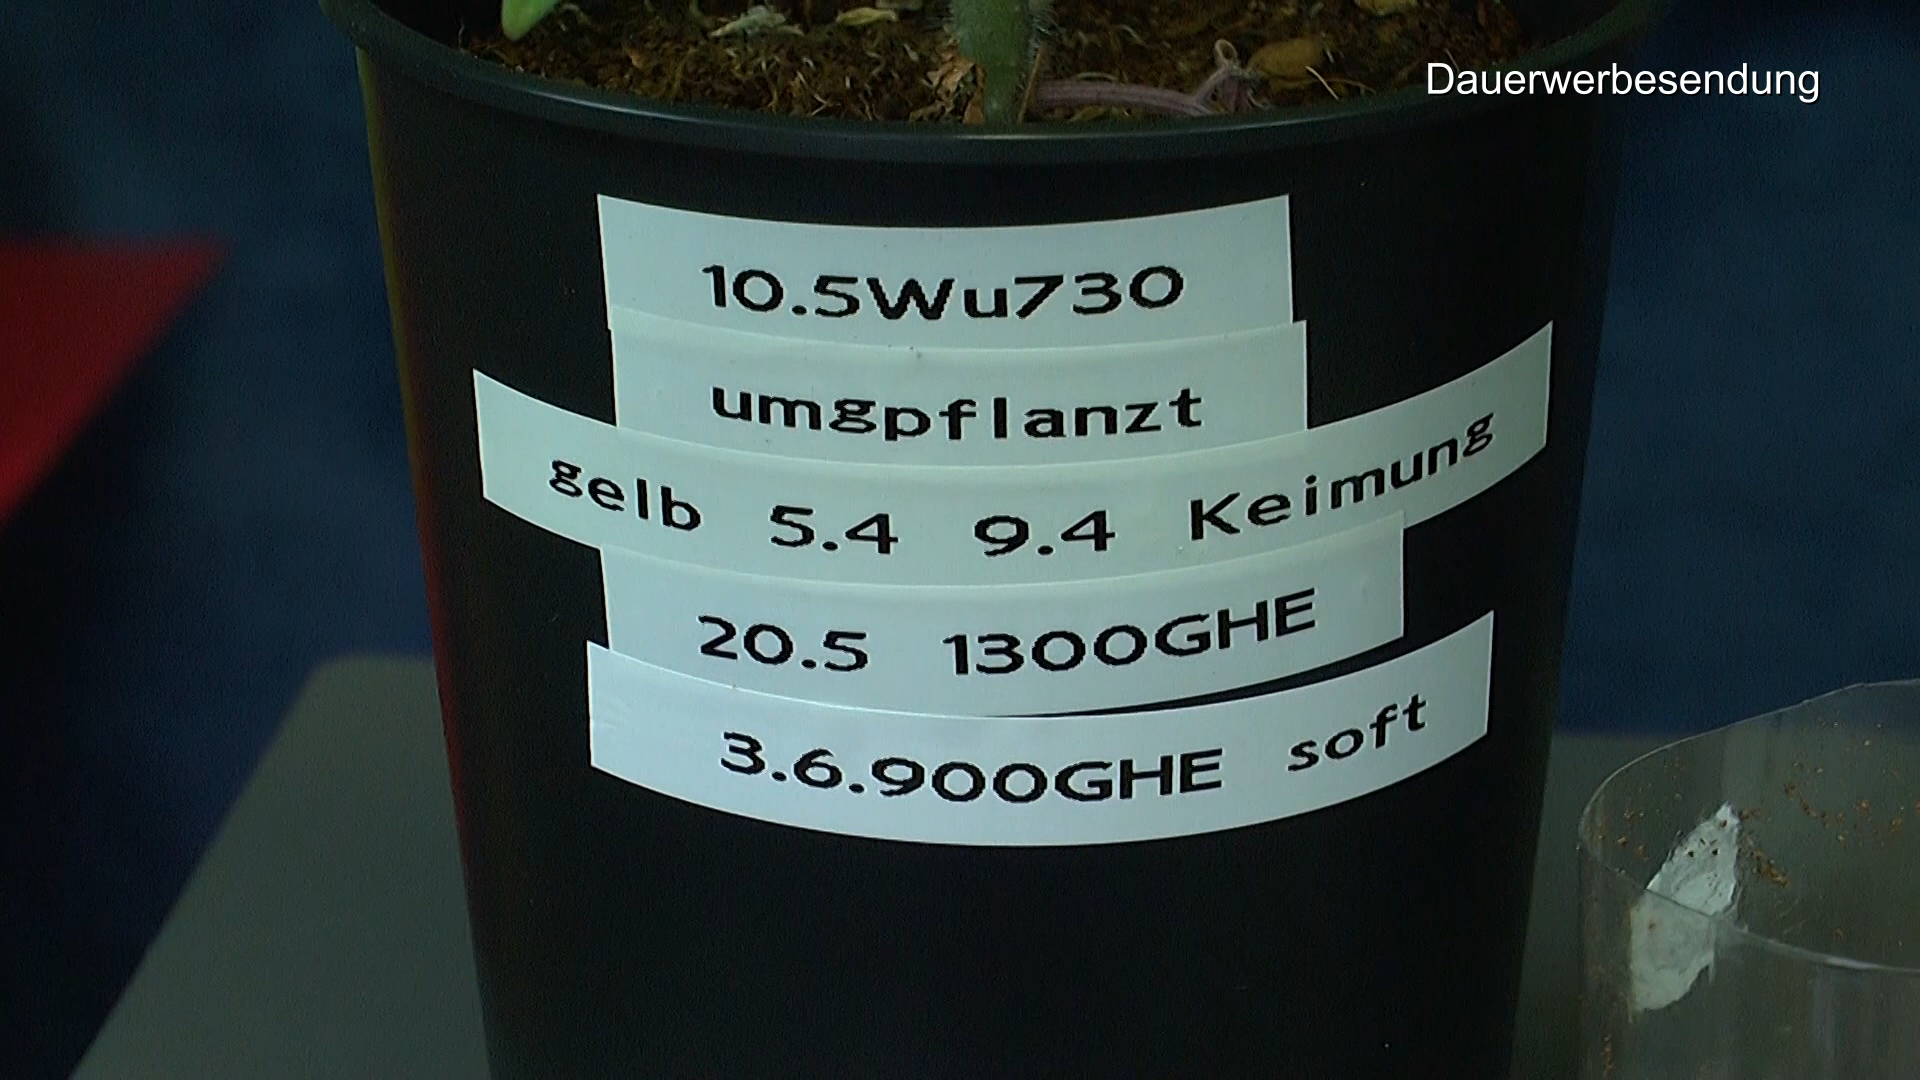 Dauerwerbesendung
10.5Wu730
umgpflanzt
gelb 5.4 9.4 Keimung
20.5 1300GHE
3.6.900GHE soft